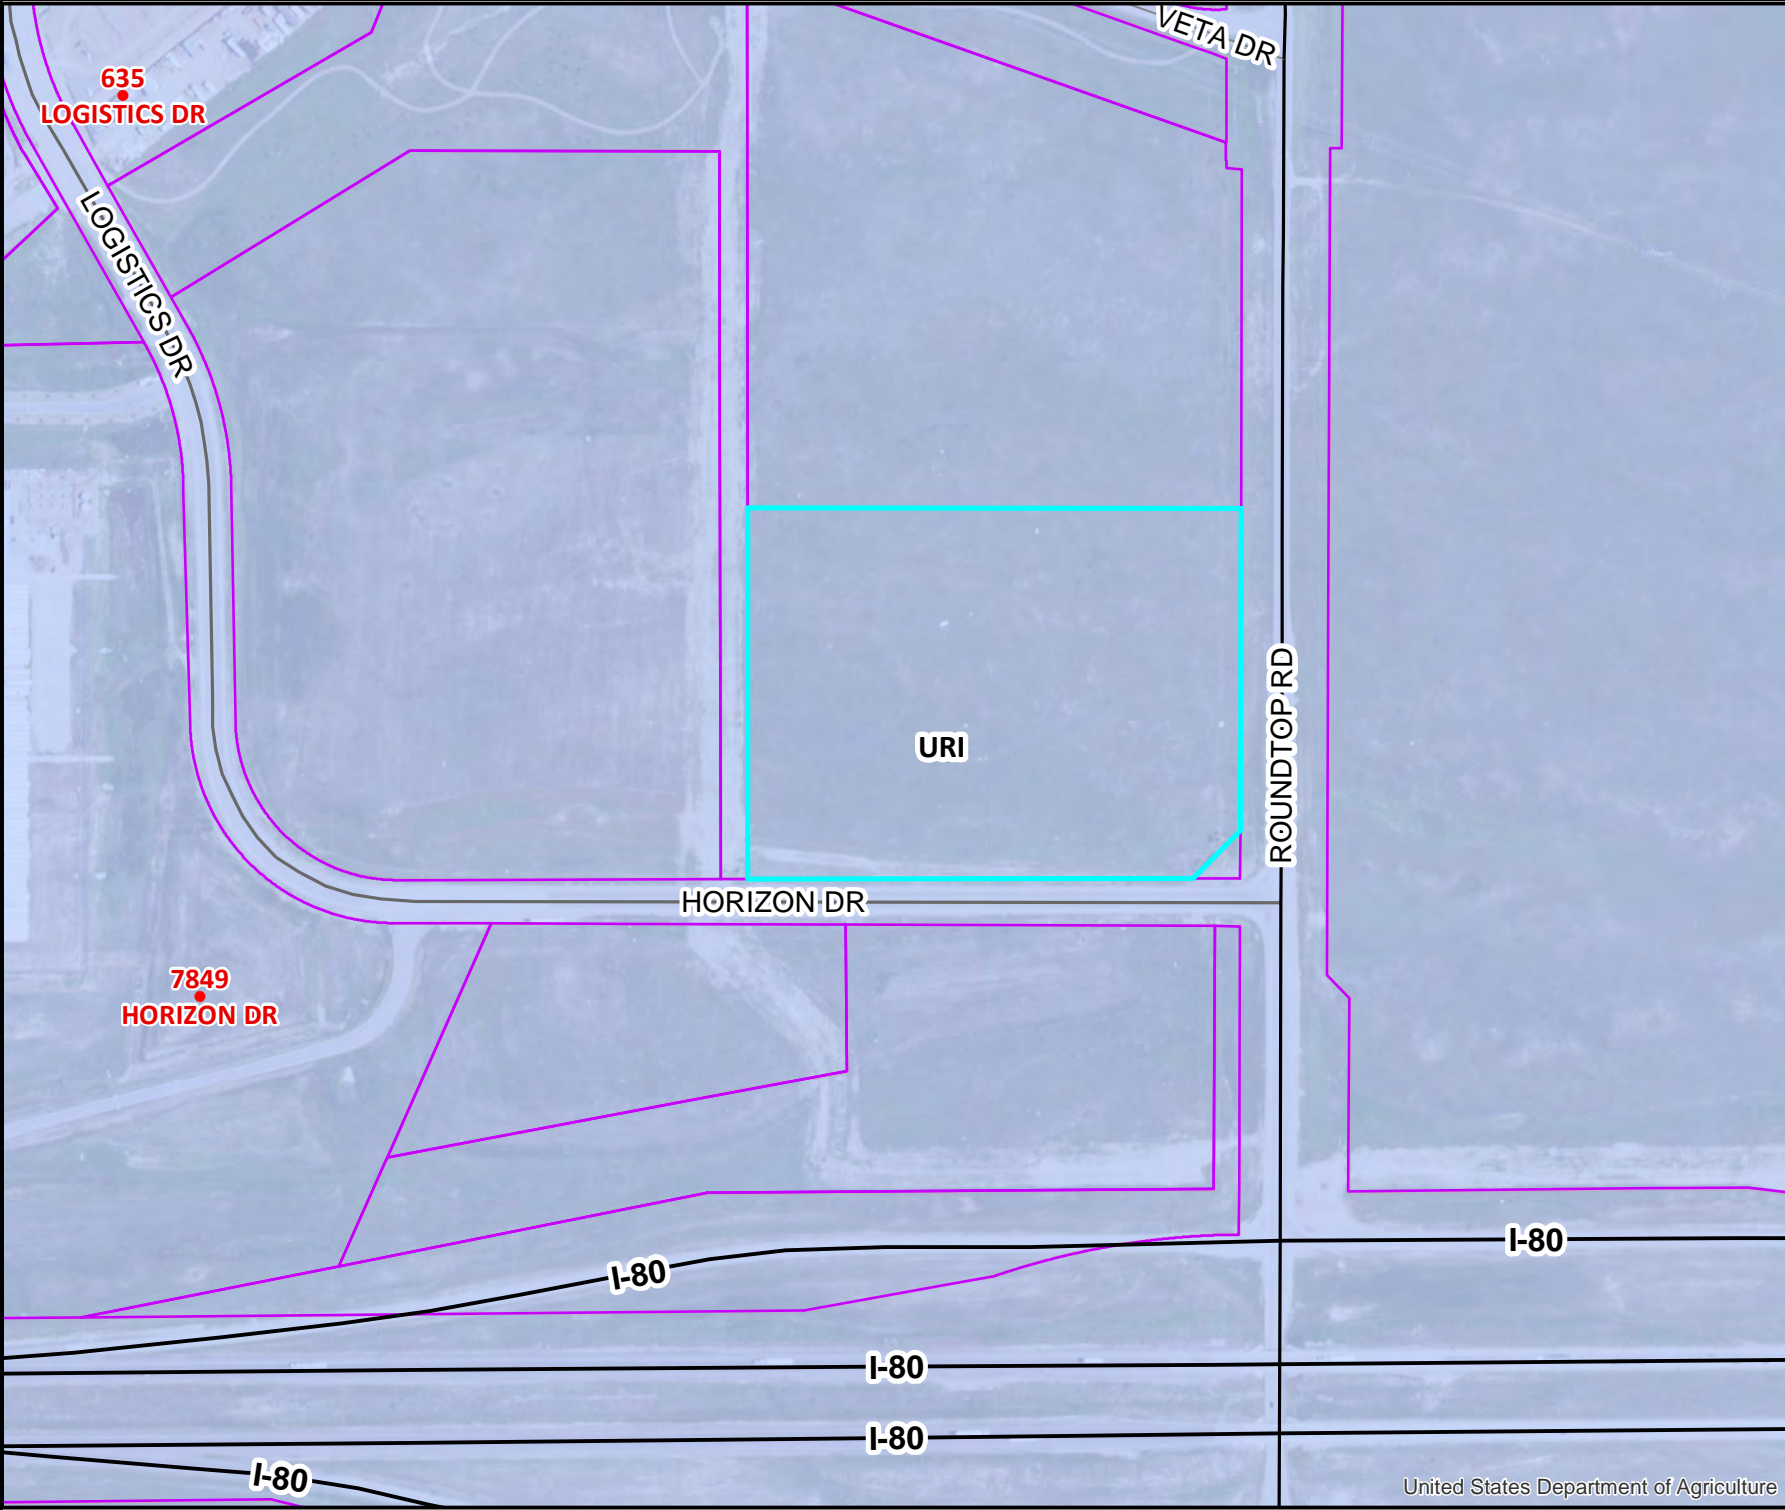 VETA DR
635
LOGISTICS DR
LOGISTICS DR
URI
ROUNDTOP RD
HORIZON DR
7849
HORIZON DR
I-80
I-80
I-80
I-80
I-80
United States Department of Agriculture